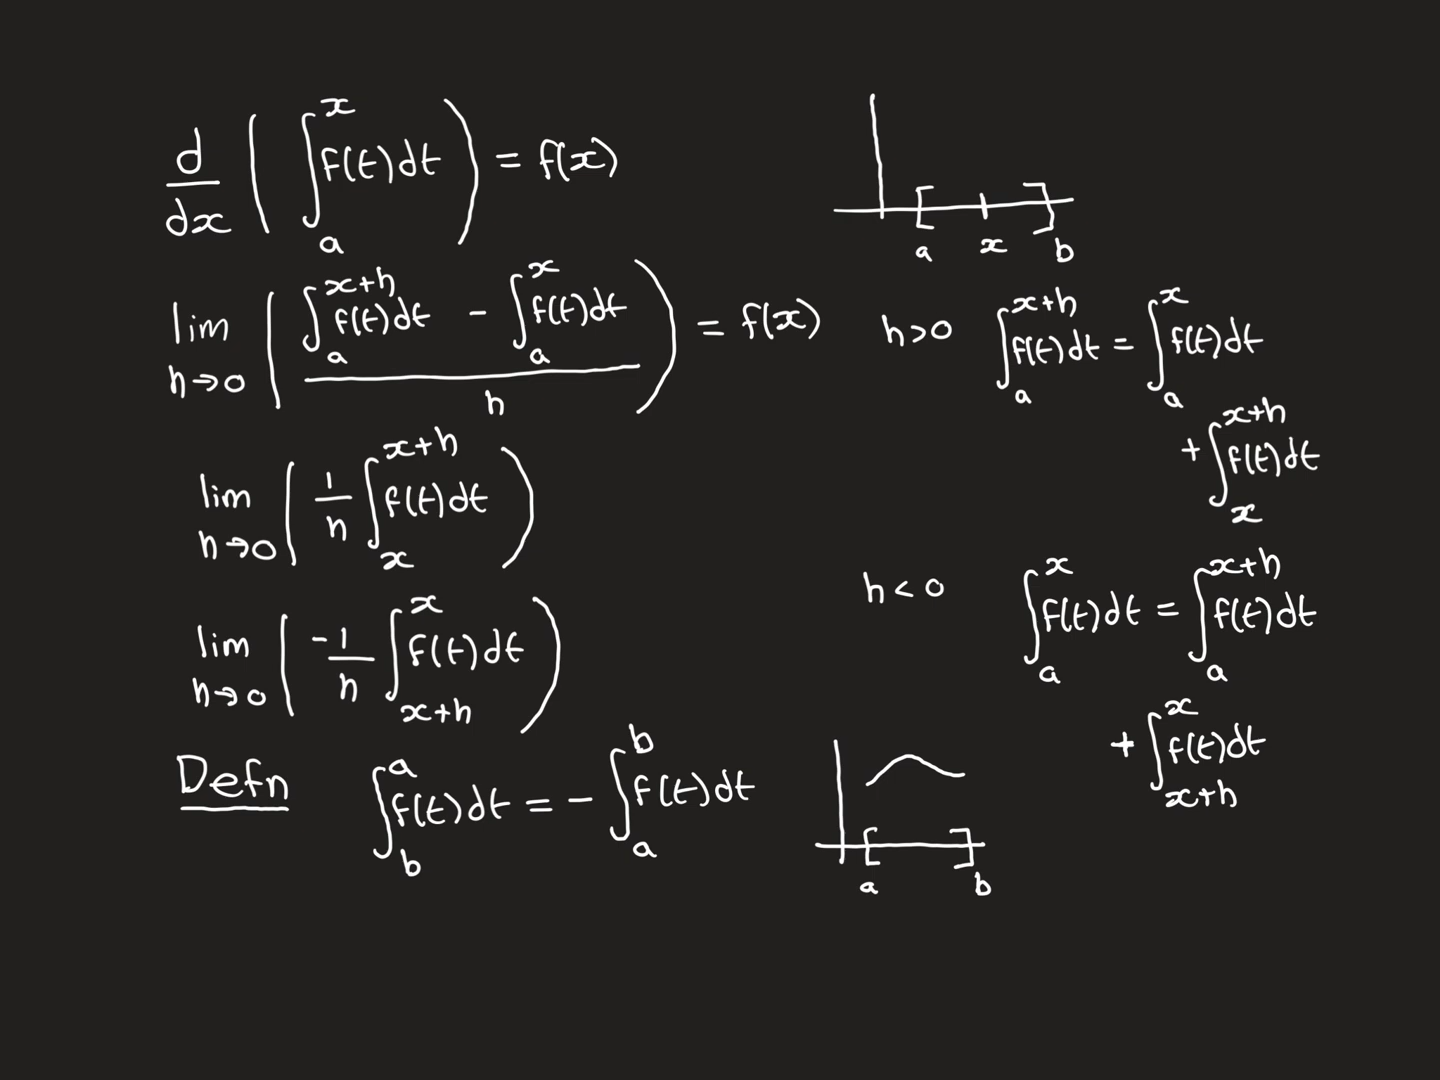 d/dx ( ∫_a^x f(t)dt ) = f(x)
a x b
lim_{h→0} ( ( ∫_a^{x+h} f(t)dt - ∫_a^x f(t)dt ) / h ) = f(x)
h>0 ∫_a^{x+h} f(t)dt = ∫_a^x f(t)dt
+ ∫_x^{x+h} f(t)dt
lim_{h→0} ( 1/h ∫_x^{x+h} f(t)dt )
h<0 ∫_a^x f(t)dt = ∫_a^{x+h} f(t)dt
+ ∫_{x+h}^x f(t)dt
lim_{h→0} ( -1/h ∫_{x+h}^x f(t)dt )
Defn ∫_b^a f(t)dt = - ∫_a^b f(t)dt
a b